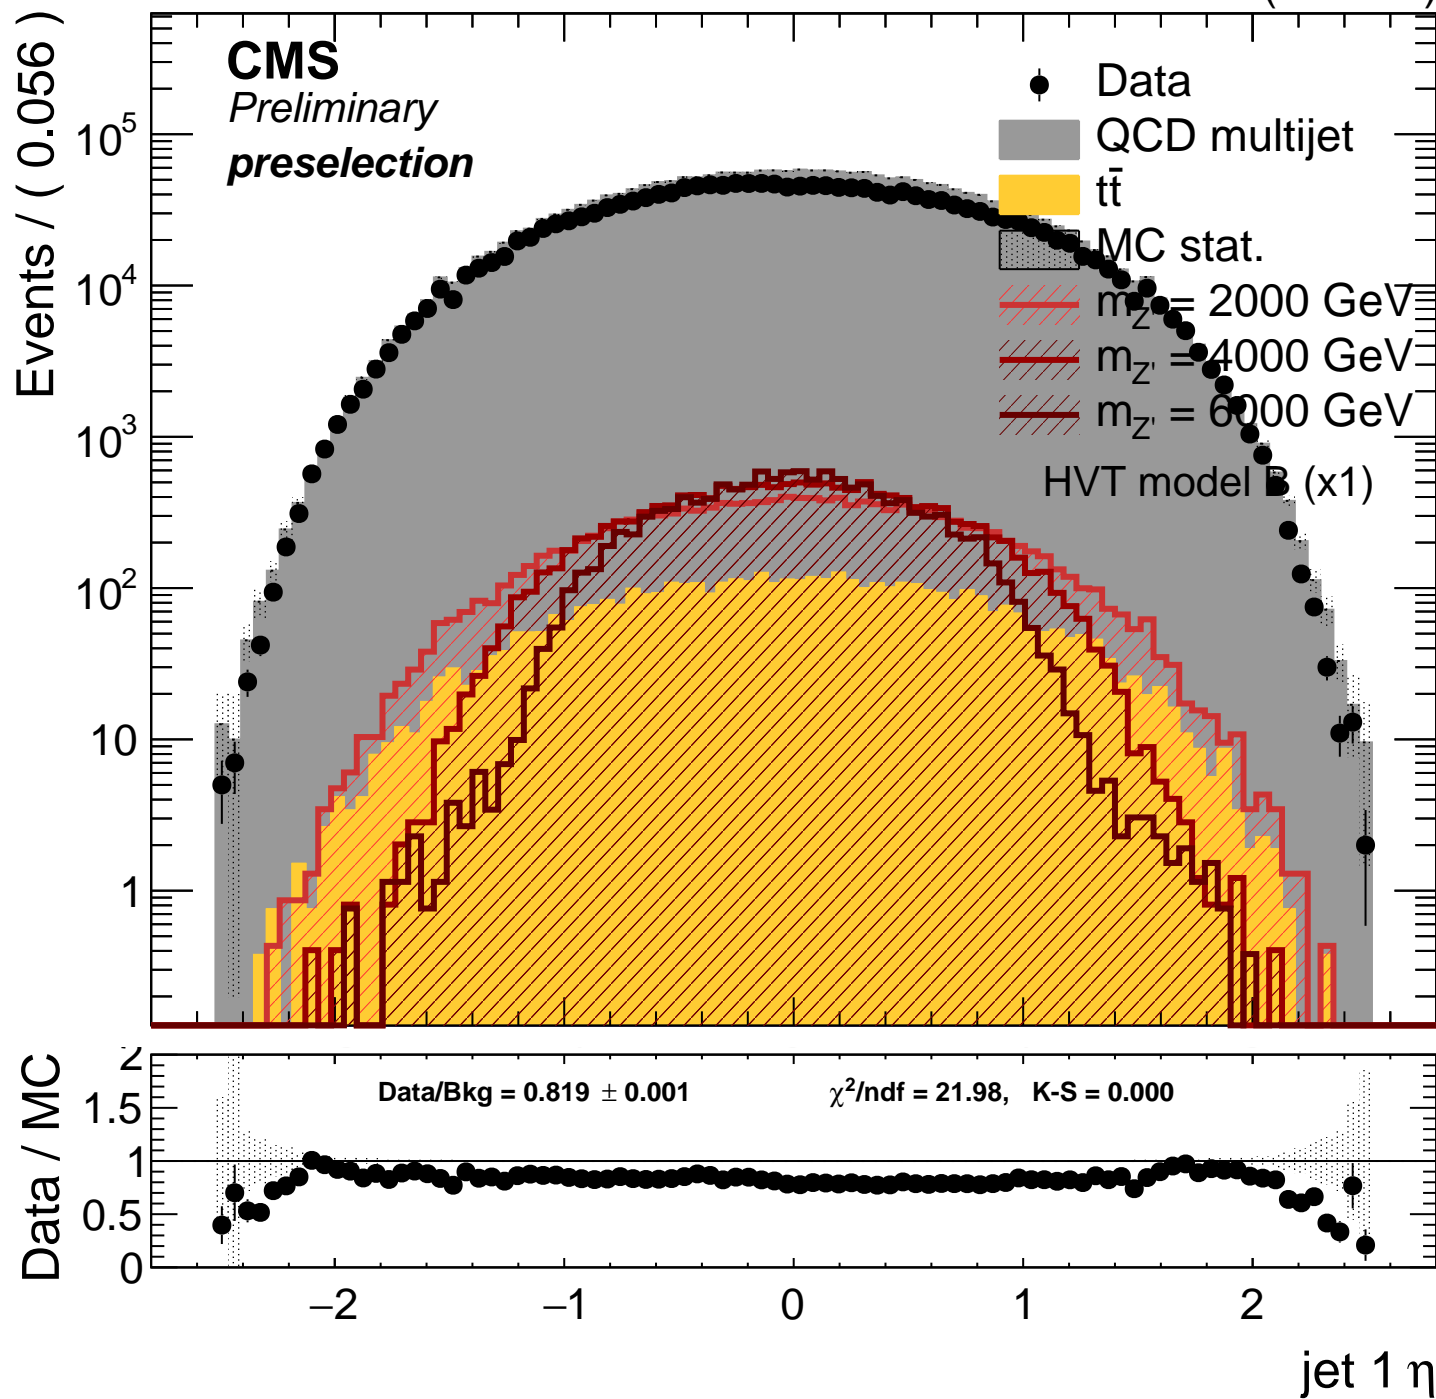 CMS
Preliminary
preselection
Data
QCD multijet
tt̄
MC stat.
m_Z' = 2000 GeV
m_Z' = 4000 GeV
m_Z' = 6000 GeV
HVT model B (x1)
Events / ( 0.056 )
10^5
10^4
10^3
10^2
10
1
Data/Bkg = 0.819 ± 0.001
χ²/ndf = 21.98, K-S = 0.000
Data / MC
2
1.5
1
0.5
0
−2
−1
0
1
2
jet 1 η